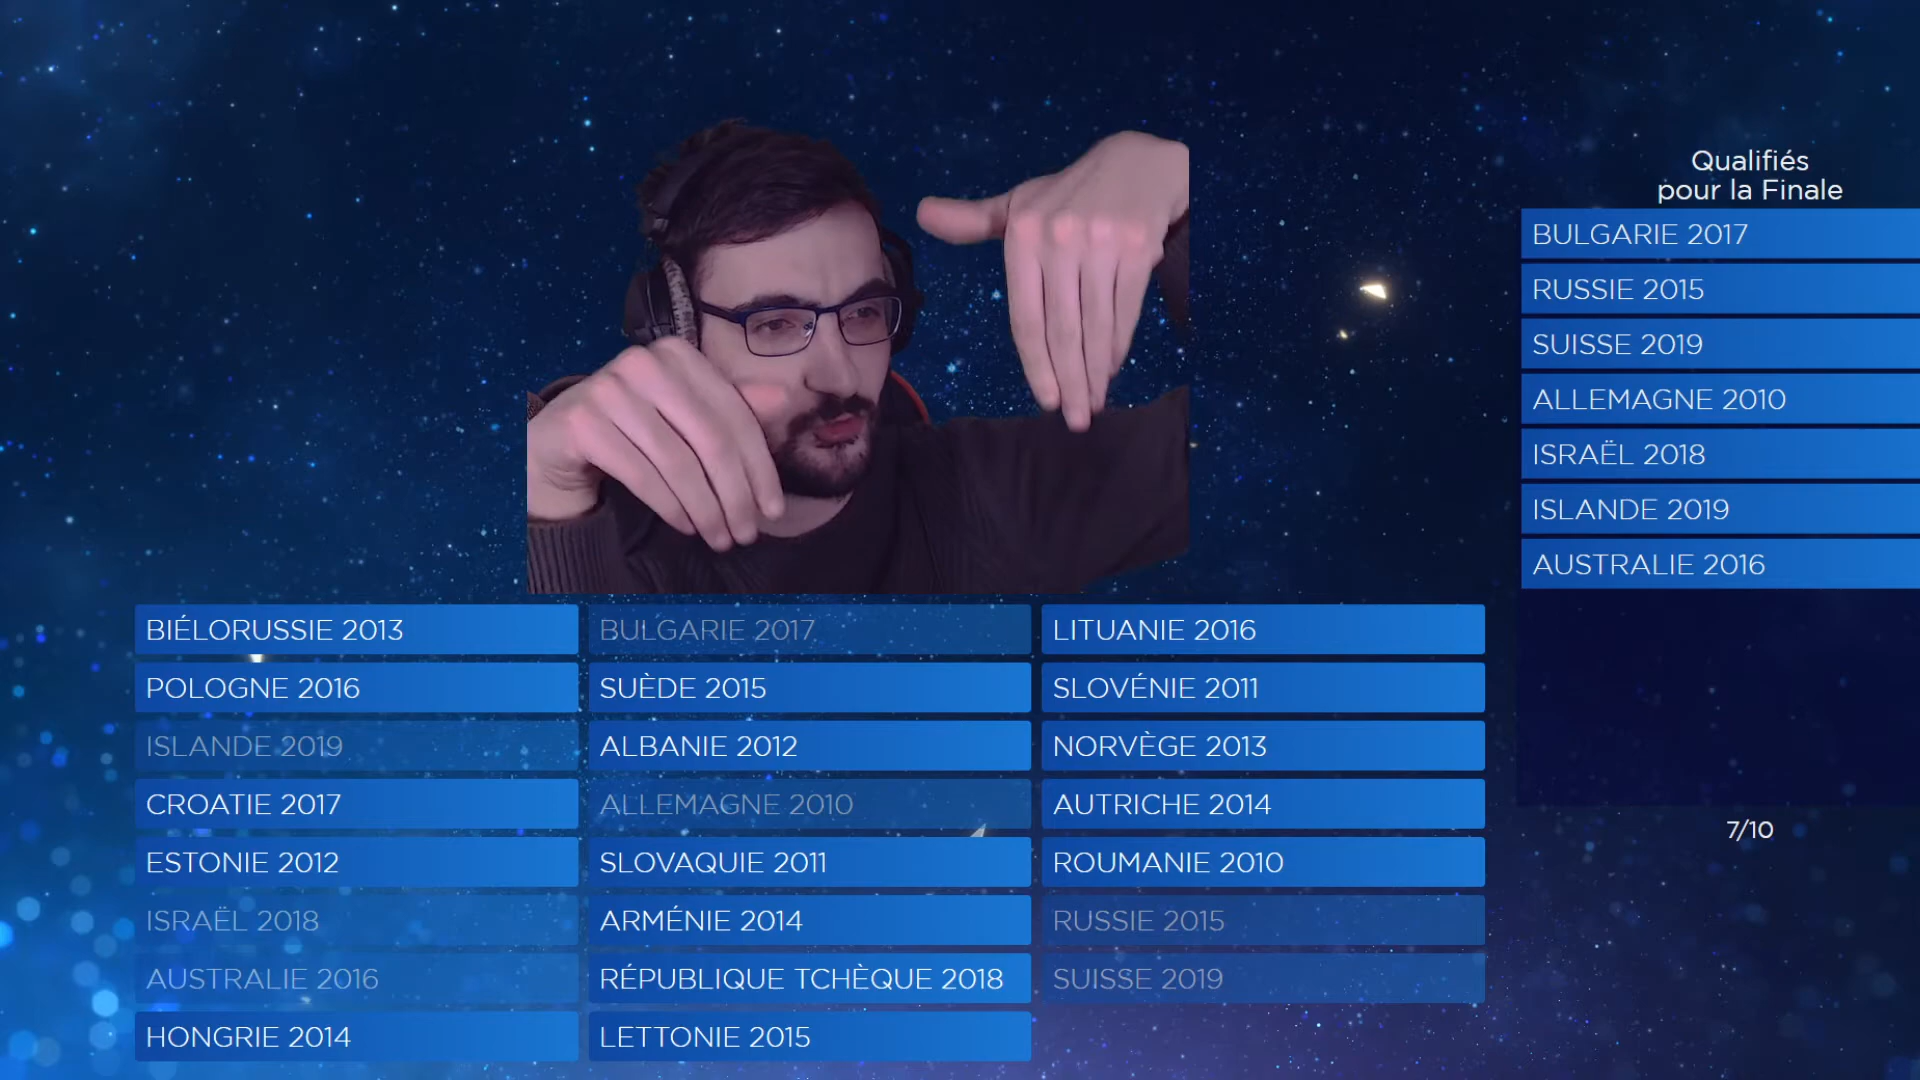 Qualifiés
pour la Finale
BULGARIE 2017
RUSSIE 2015
SUISSE 2019
ALLEMAGNE 2010
ISRAËL 2018
ISLANDE 2019
AUSTRALIE 2016
7/10
BIÉLORUSSIE 2013
POLOGNE 2016
ISLANDE 2019
CROATIE 2017
ESTONIE 2012
ISRAËL 2018
AUSTRALIE 2016
HONGRIE 2014
BULGARIE 2017
SUÈDE 2015
ALBANIE 2012
ALLEMAGNE 2010
SLOVAQUIE 2011
ARMÉNIE 2014
RÉPUBLIQUE TCHÈQUE 2018
LETTONIE 2015
LITUANIE 2016
SLOVÉNIE 2011
NORVÈGE 2013
AUTRICHE 2014
ROUMANIE 2010
RUSSIE 2015
SUISSE 2019